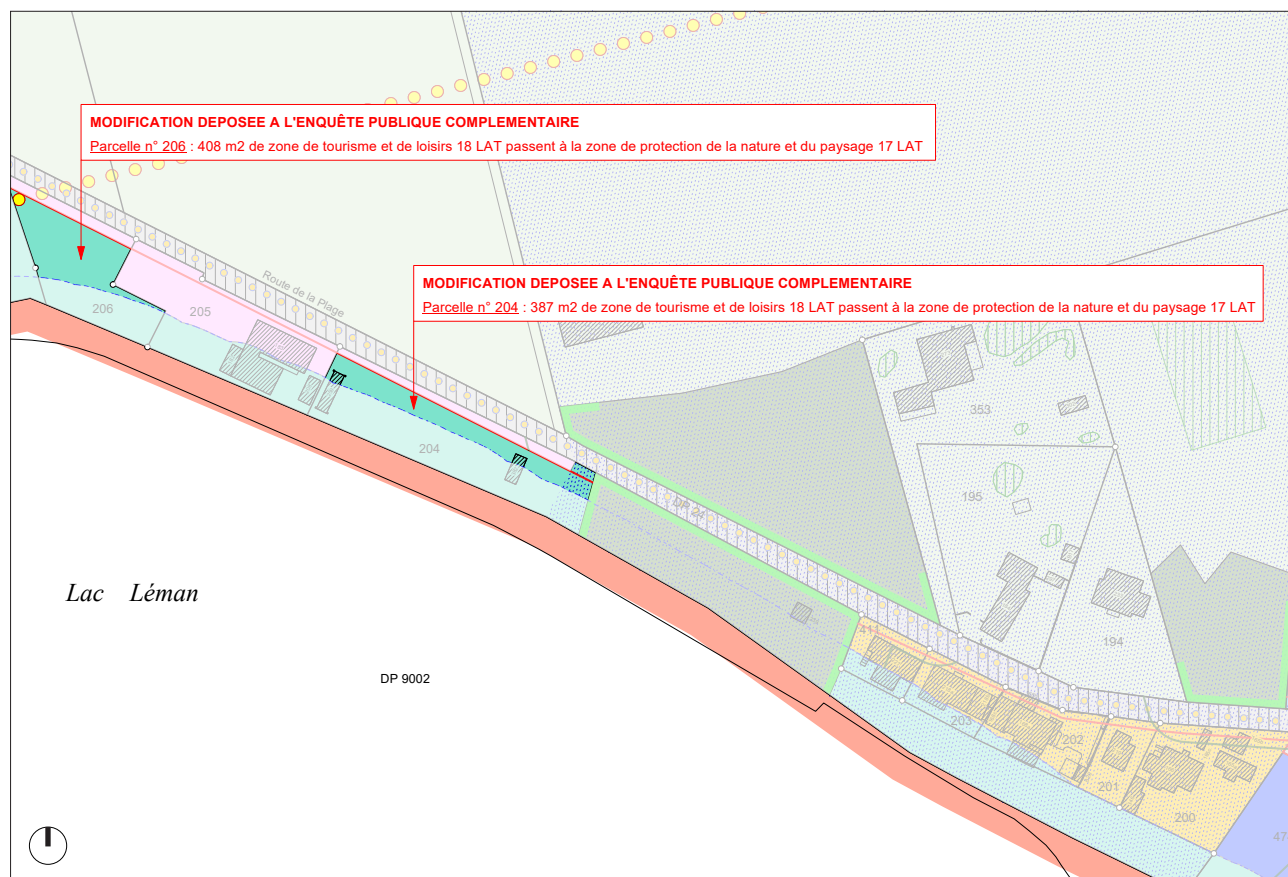 MODIFICATION DEPOSEE A L'ENQUÊTE PUBLIQUE COMPLEMENTAIRE
Parcelle n° 206 : 408 m2 de zone de tourisme et de loisirs 18 LAT passent à la zone de protection de la nature et du paysage 17 LAT
MODIFICATION DEPOSEE A L'ENQUÊTE PUBLIQUE COMPLEMENTAIRE
Parcelle n° 204 : 387 m2 de zone de tourisme et de loisirs 18 LAT passent à la zone de protection de la nature et du paysage 17 LAT
Route de la Plage
206
205
204
353
195
DP 24
194
411
203
202
201
200
47
Lac Léman
DP 9002